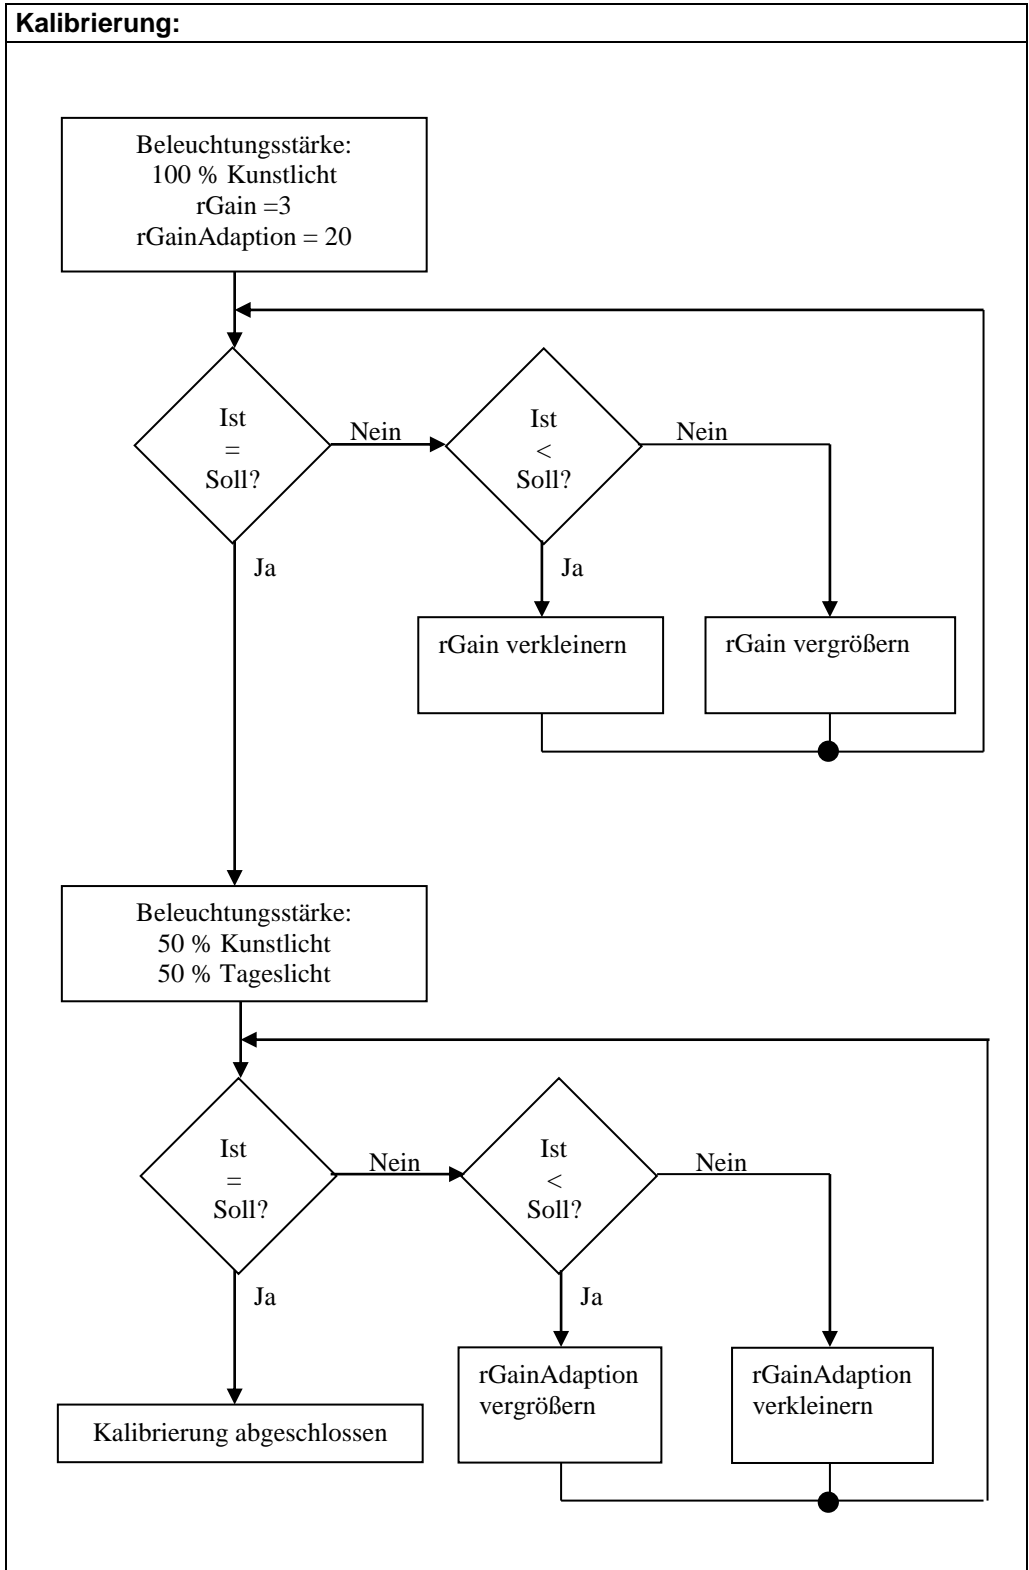 Kalibrierung:
Beleuchtungsstärke:
100 % Kunstlicht
rGain =3
rGainAdaption = 20
Ist
=
Soll?
Nein
Ist
<
Soll?
Nein
Ja
Ja
rGain verkleinern
rGain vergrößern
Beleuchtungsstärke:
50 % Kunstlicht
50 % Tageslicht
Ist
=
Soll?
Nein
Ist
<
Soll?
Nein
Ja
Ja
rGainAdaption
vergrößern
rGainAdaption
verkleinern
Kalibrierung abgeschlossen